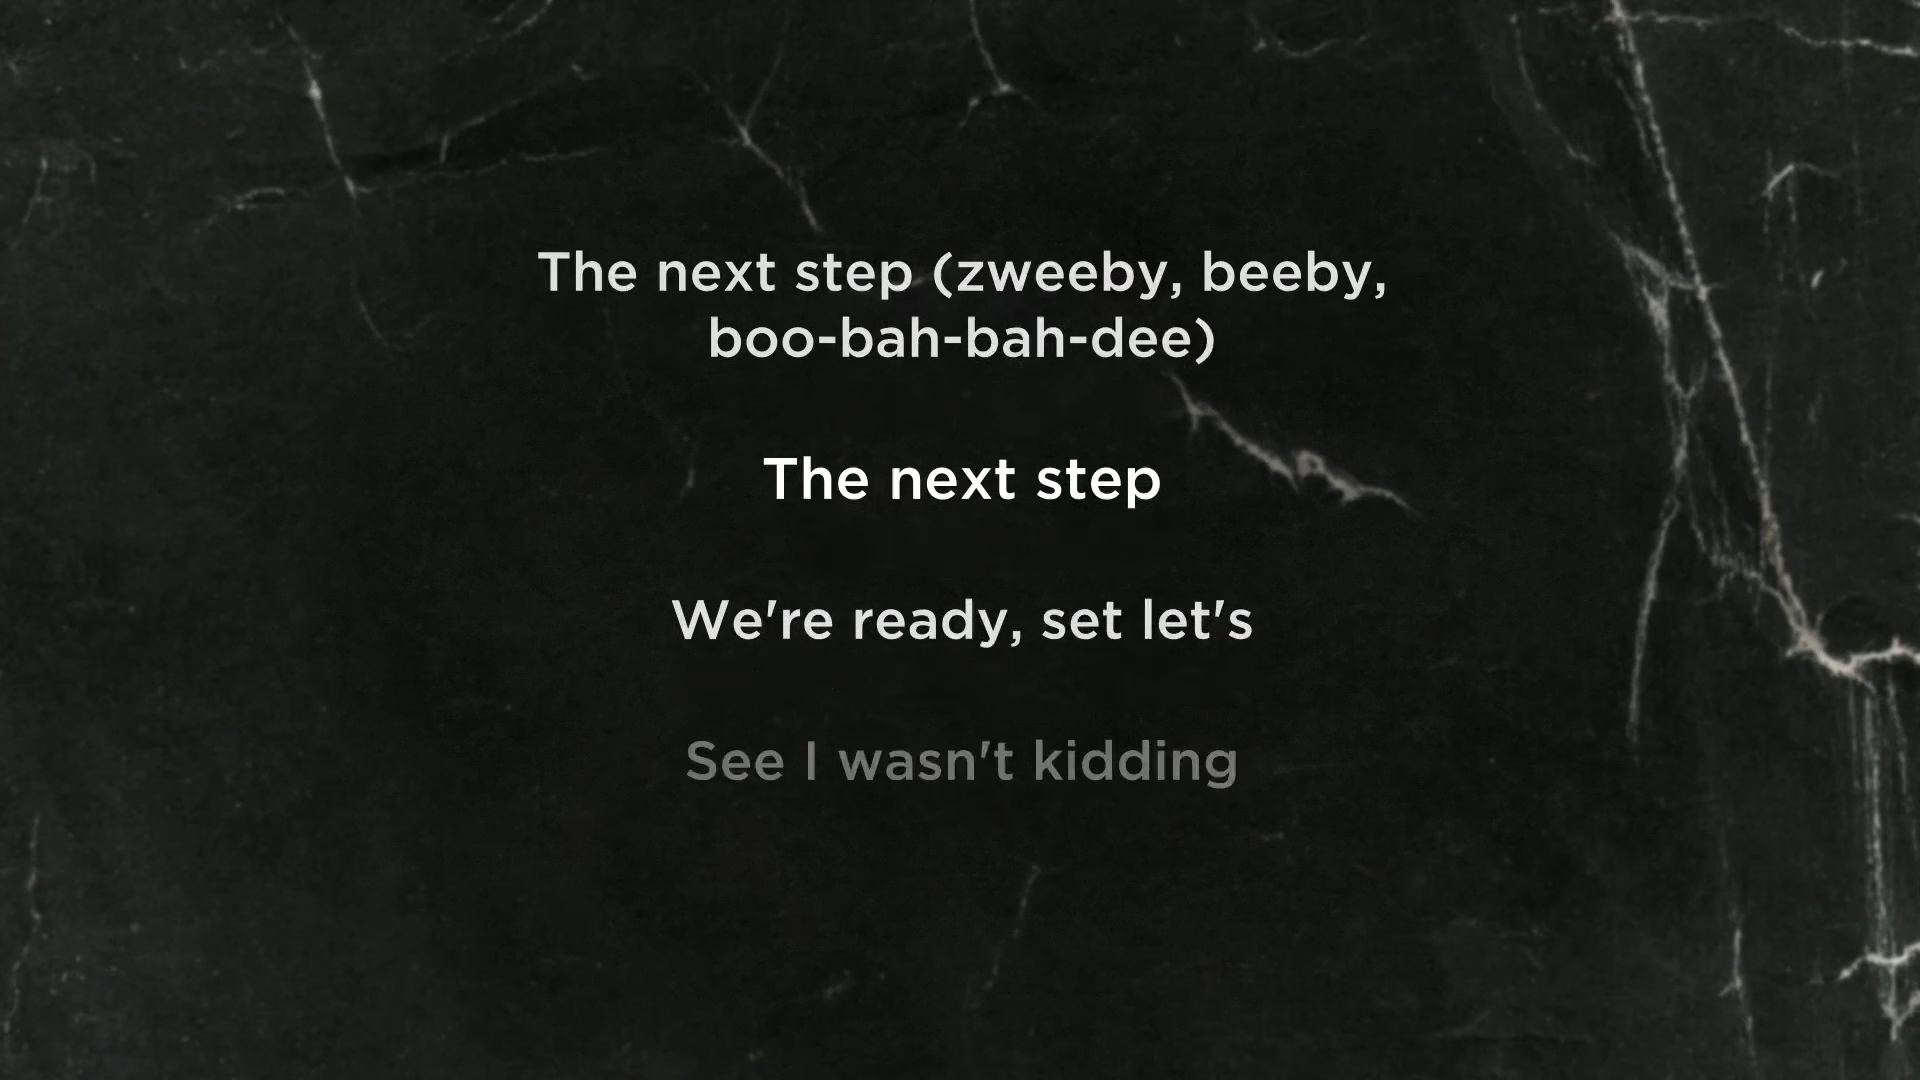 The next step (zweeby, beeby,
boo-bah-bah-dee)
The next step
We're ready, set let's
See I wasn't kidding